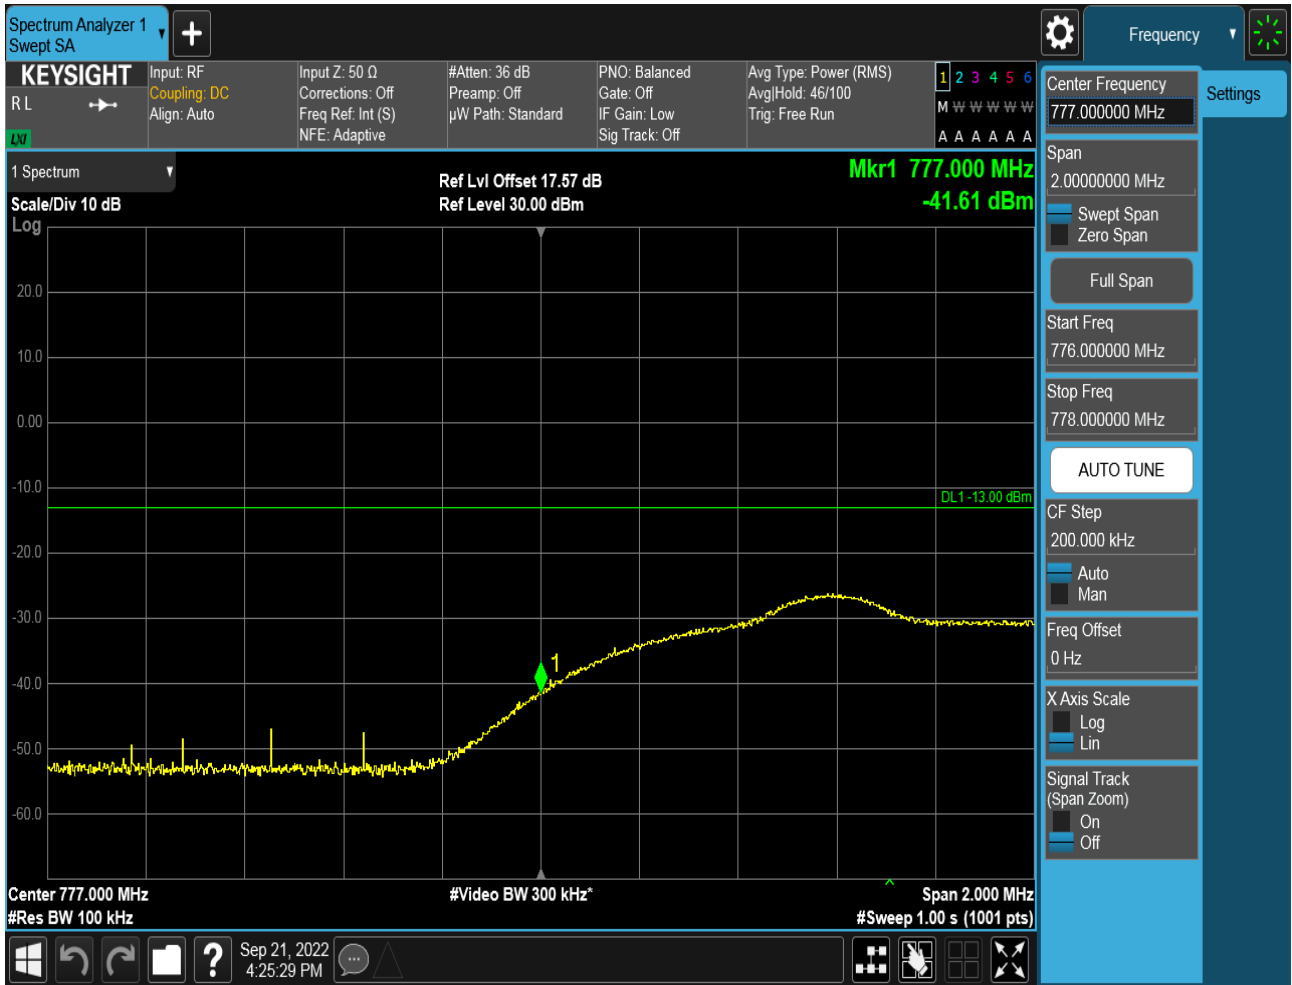 Spectrum Analyzer 1
Swept SA
Frequency
KEYSIGHT
R L
LXI
Input: RF
Coupling: DC
Align: Auto
Input Z: 50 Ω
Corrections: Off
Freq Ref: Int (S)
NFE: Adaptive
#Atten: 36 dB
Preamp: Off
µW Path: Standard
PNO: Balanced
Gate: Off
IF Gain: Low
Sig Track: Off
Avg Type: Power (RMS)
Avg|Hold: 46/100
Trig: Free Run
1 2 3 4 5 6
M W W W W W
A A A A A A
1 Spectrum
Scale/Div 10 dB
Log
Ref Lvl Offset 17.57 dB
Ref Level 30.00 dBm
Mkr1 777.000 MHz
-41.61 dBm
20.0
10.0
0.00
-10.0
DL1 -13.00 dBm
-20.0
-30.0
1
-40.0
-50.0
-60.0
Center 777.000 MHz
#Video BW 300 kHz*
Span 2.000 MHz
#Res BW 100 kHz
#Sweep 1.00 s (1001 pts)
Center Frequency
777.000000 MHz
Settings
Span
2.00000000 MHz
Swept Span
Zero Span
Full Span
Start Freq
776.000000 MHz
Stop Freq
778.000000 MHz
AUTO TUNE
CF Step
200.000 kHz
Auto
Man
Freq Offset
0 Hz
X Axis Scale
Log
Lin
Signal Track
(Span Zoom)
On
Off
?
Sep 21, 2022
4:25:29 PM